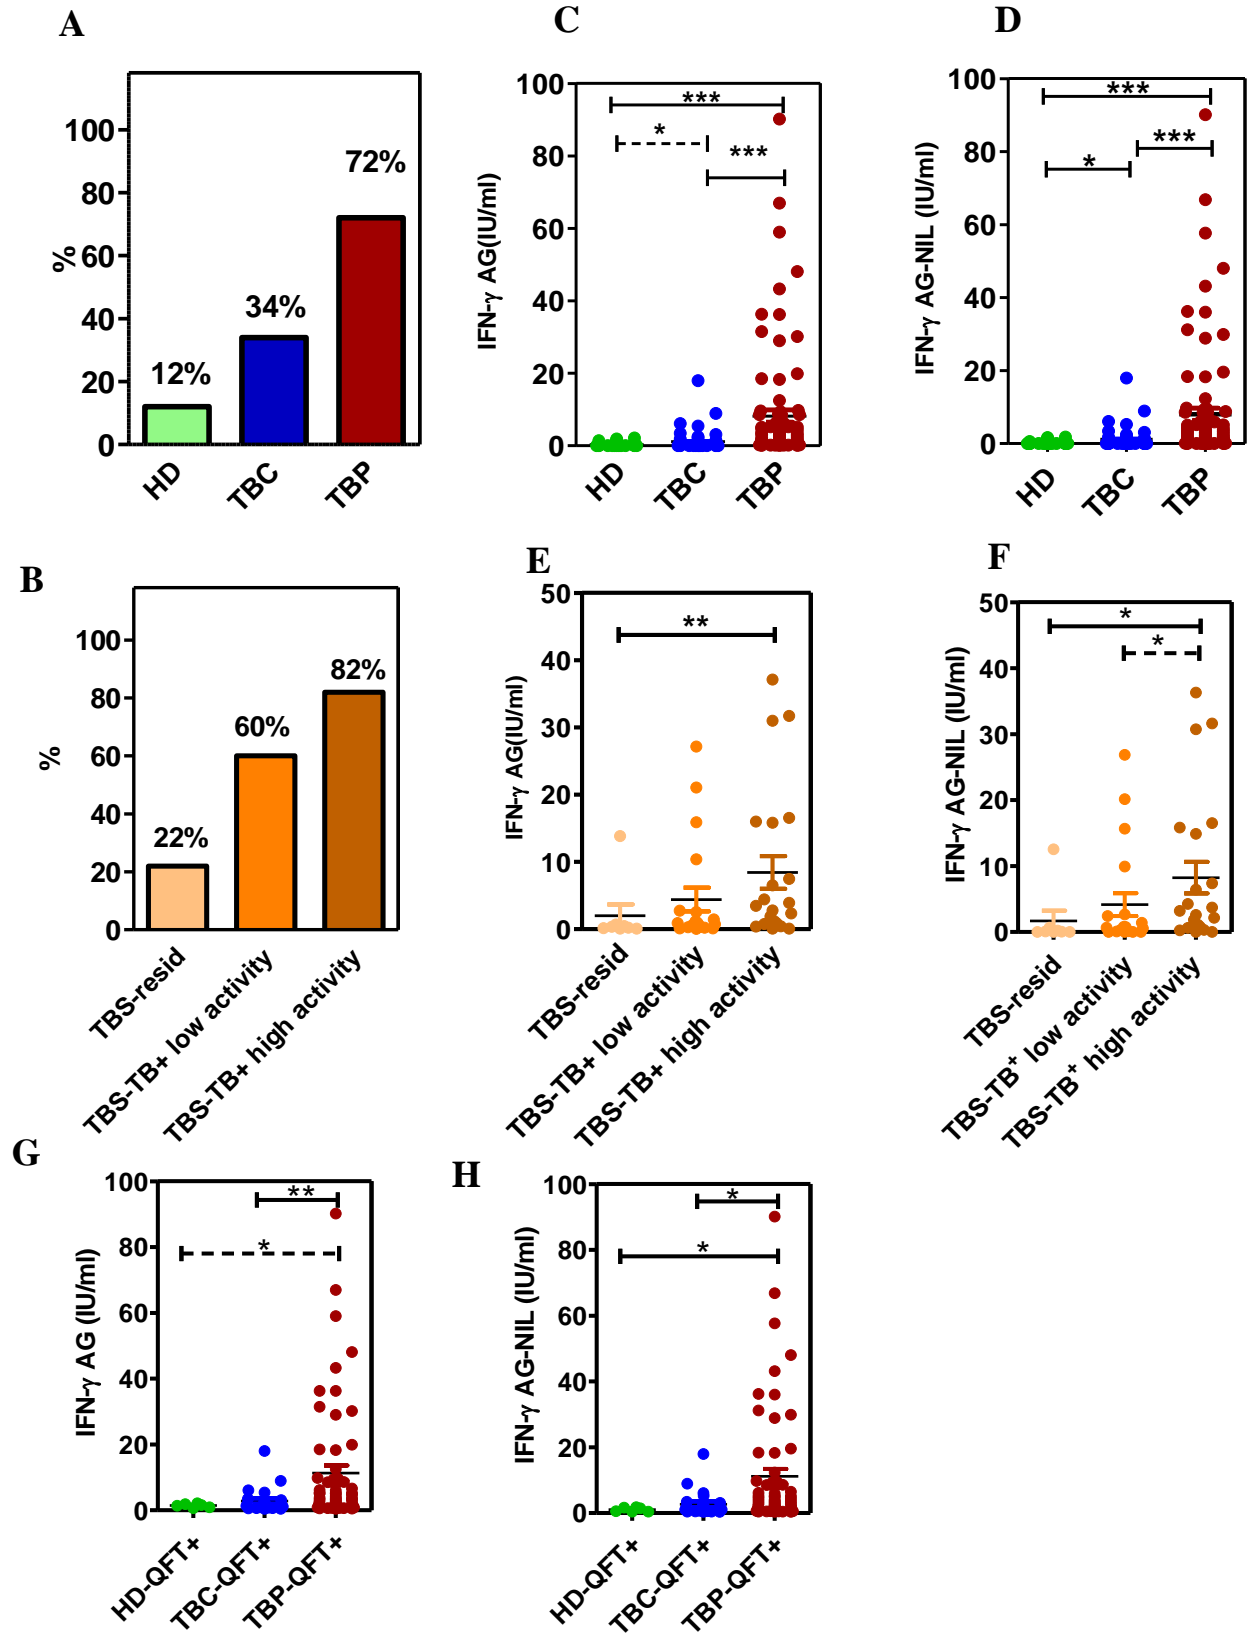 A
%
100
80
60
40
20
0
12%
34%
72%
HD
TBC
TBP
C
IFN-γ AG(IU/ml)
100
80
60
40
20
0
***
*
***
HD
TBC
TBP
D
IFN-γ AG-NIL (IU/ml)
100
80
60
40
20
0
***
***
*
HD
TBC
TBP
B
%
100
80
60
40
20
0
22%
60%
82%
TBS-resid
TBS-TB+ low activity
TBS-TB+ high activity
E
IFN-γ AG(IU/ml)
50
40
30
20
10
0
**
TBS-resid
TBS-TB+ low activity
TBS-TB+ high activity
F
IFN-γ AG-NIL (IU/ml)
50
40
30
20
10
0
*
*
TBS-resid
TBS-TB⁺ low activity
TBS-TB⁺ high activity
G
IFN-γ AG (IU/ml)
100
80
60
40
20
0
**
*
HD-QFT+
TBC-QFT+
TBP-QFT+
H
IFN-γ AG-NIL (IU/ml)
100
80
60
40
20
0
*
*
HD-QFT+
TBC-QFT+
TBP-QFT+